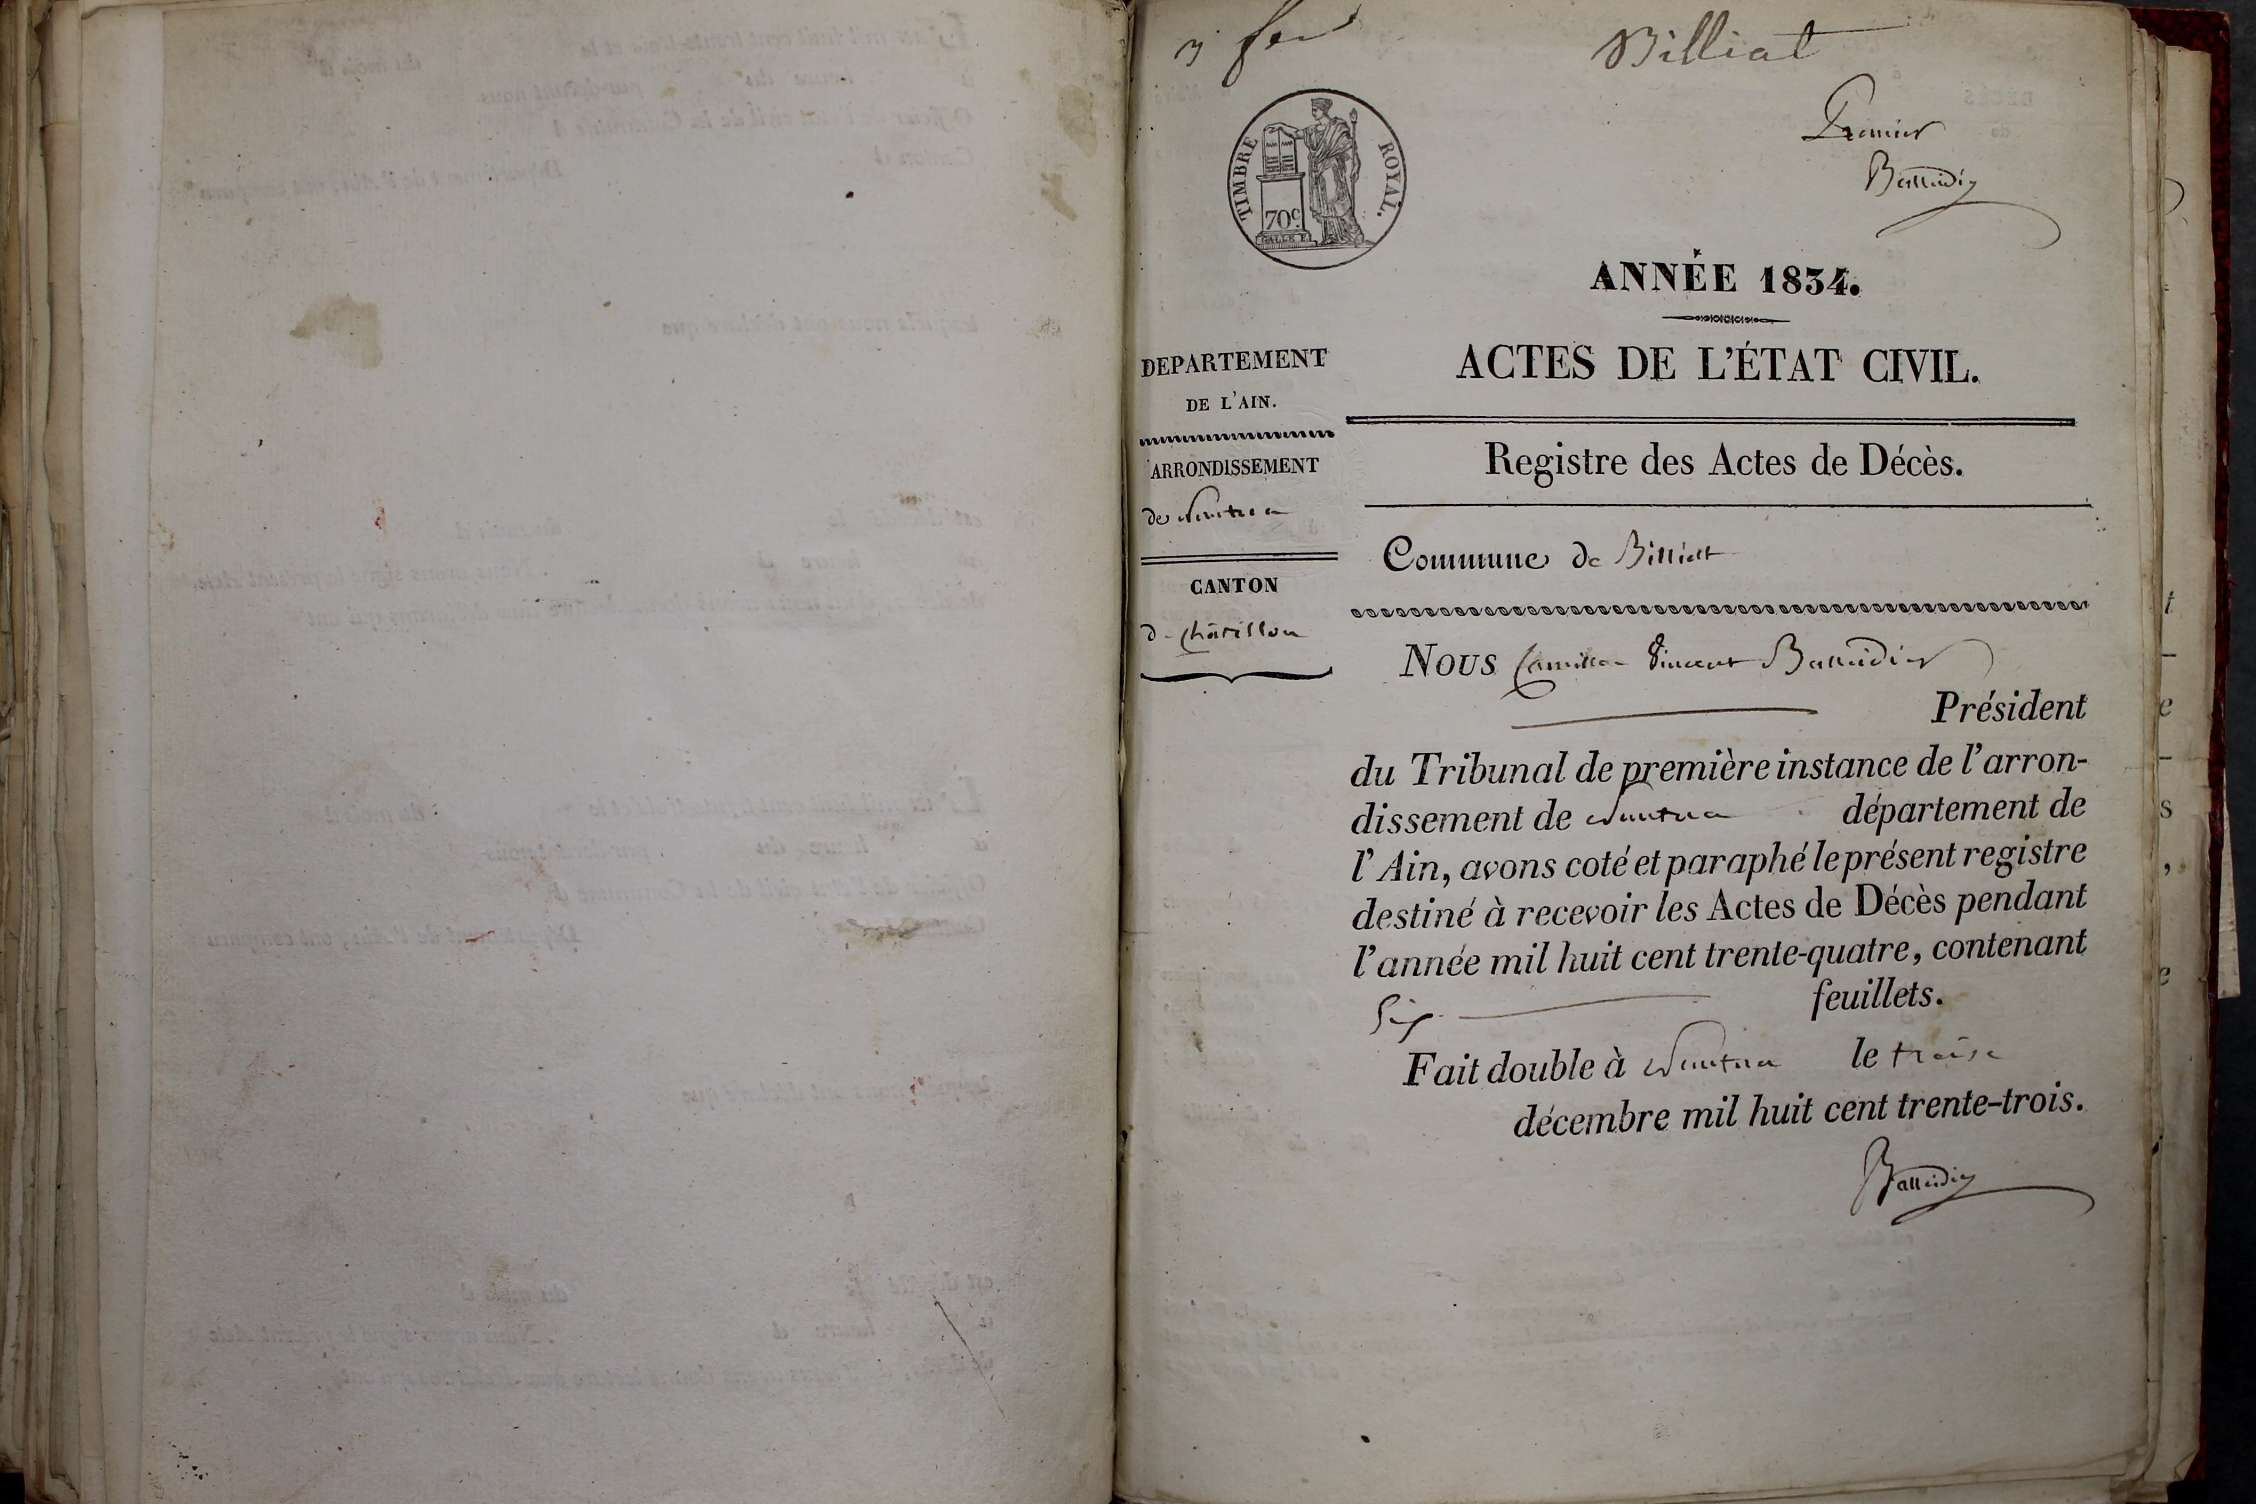 3 fe
Billiat
TIMBRE ROYAL.
70c.
Premier
ANNÉE 1834.
ACTES DE L'ÉTAT CIVIL.
DEPARTEMENT
DE L'AIN.
ARRONDISSEMENT
de Nantua
CANTON
de Châtillon
Registre des Actes de Décès.
Commune de Billiat
Nous Camille Vincent
Président
du Tribunal de première instance de l'arron-
dissement de Nantua département de
l'Ain, avons coté et paraphé le présent registre
destiné à recevoir les Actes de Décès pendant
l'année mil huit cent trente-quatre, contenant
Six feuillets.
Fait double à Nantua le treize
décembre mil huit cent trente-trois.